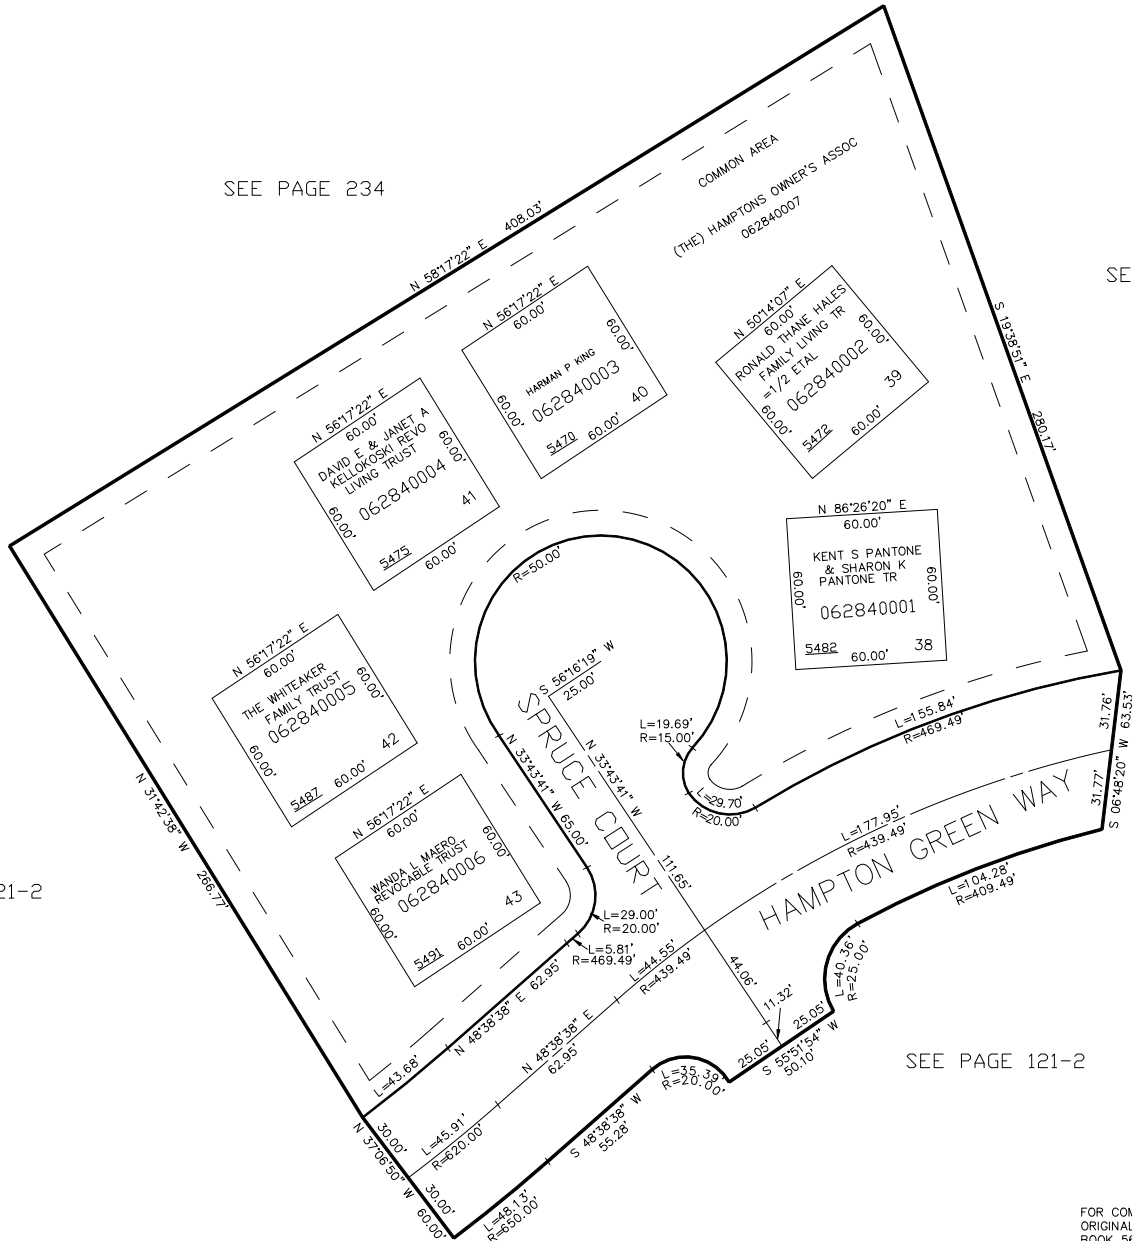 SEE PAGE 234
N 58°17'22" E 408.03'
COMMON AREA
(THE) HAMPTONS OWNER'S ASSOC
062840007
SE
S 19°38'51" E 280.17'
N 56°17'22" E
60.00'
60.00'
HARMAN P KING
062840003
60.00'
5470 60.00' 40
N 50°14'07" E
60.00'
RONALD THANE HALES
FAMILY LIVING TR
=1/2 ETAL
60.00'
062840002
60.00'
39
5472 60.00'
N 56°17'22" E
60.00'
DAVID E & JANET A
KELLOKOSKI REVO
LIVING TRUST
60.00'
062840004
60.00'
41
5475 60.00'
N 86°26'20" E
60.00'
KENT S PANTONE
& SHARON K
PANTONE TR
60.00'
60.00'
062840001
5482 60.00' 38
R=50.00'
N 56°17'22" E
60.00'
THE WHITEAKER
FAMILY TRUST
60.00'
062840005
60.00'
42
5487 60.00'
S 56°16'19" W
25.00'
SPRUCE COURT
N 33°43'41" W 65.00'
N 33°43'41" W 111.65'
L=19.69'
R=15.00'
L=29.70'
R=20.00'
L=155.84'
R=469.49'
31.76'
31.77'
S 06°48'20" W 63.53'
L=177.95'
R=439.49'
HAMPTON GREEN WAY
L=104.28'
R=409.49'
N 31°42'38" W 266.77'
N 56°17'22" E
60.00'
WANDA L MAERO
REVOCABLE TRUST
60.00'
062840006
60.00'
43
5491 60.00'
21-2
L=29.00'
R=20.00'
L=5.81'
R=469.49'
L=44.55'
R=439.49'
44.06'
L=40.36'
R=25.00'
11.32'
25.05'
25.05'
S 55°51'54" W
50.10'
N 48°38'38" E 62.95'
N 48°38'38" E
62.95'
L=43.68'
L=35.39'
R=20.00'
SEE PAGE 121-2
30.00'
30.00'
N 37°06'50" W 60.00'
L=45.91'
R=620.00'
S 48°38'38" W
55.28'
L=48.13'
R=650.00'
FOR COM
ORIGINAL
BOOK 56